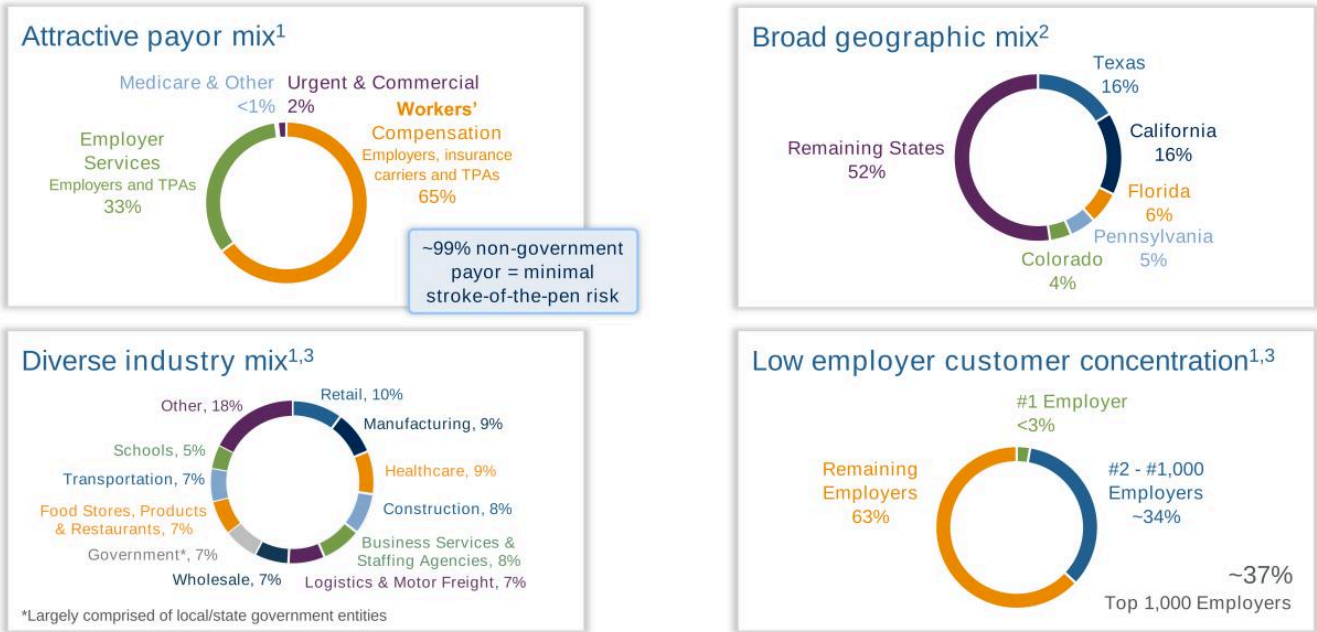 Attractive payor mix1
Medicare & Other
<1%
Urgent & Commercial
2%
Workers'
Compensation
Employers, insurance
carriers and TPAs
65%
Employer
Services
Employers and TPAs
33%
~99% non-government
payor = minimal
stroke-of-the-pen risk
Broad geographic mix2
Texas
16%
California
16%
Florida
6%
Pennsylvania
5%
Colorado
4%
Remaining States
52%
Diverse industry mix1,3
Retail, 10%
Manufacturing, 9%
Healthcare, 9%
Construction, 8%
Business Services &
Staffing Agencies, 8%
Logistics & Motor Freight, 7%
Wholesale, 7%
Government*, 7%
Food Stores, Products
& Restaurants, 7%
Transportation, 7%
Schools, 5%
Other, 18%
*Largely comprised of local/state government entities
Low employer customer concentration1,3
#1 Employer
<3%
#2 - #1,000
Employers
~34%
Remaining
Employers
63%
~37%
Top 1,000 Employers